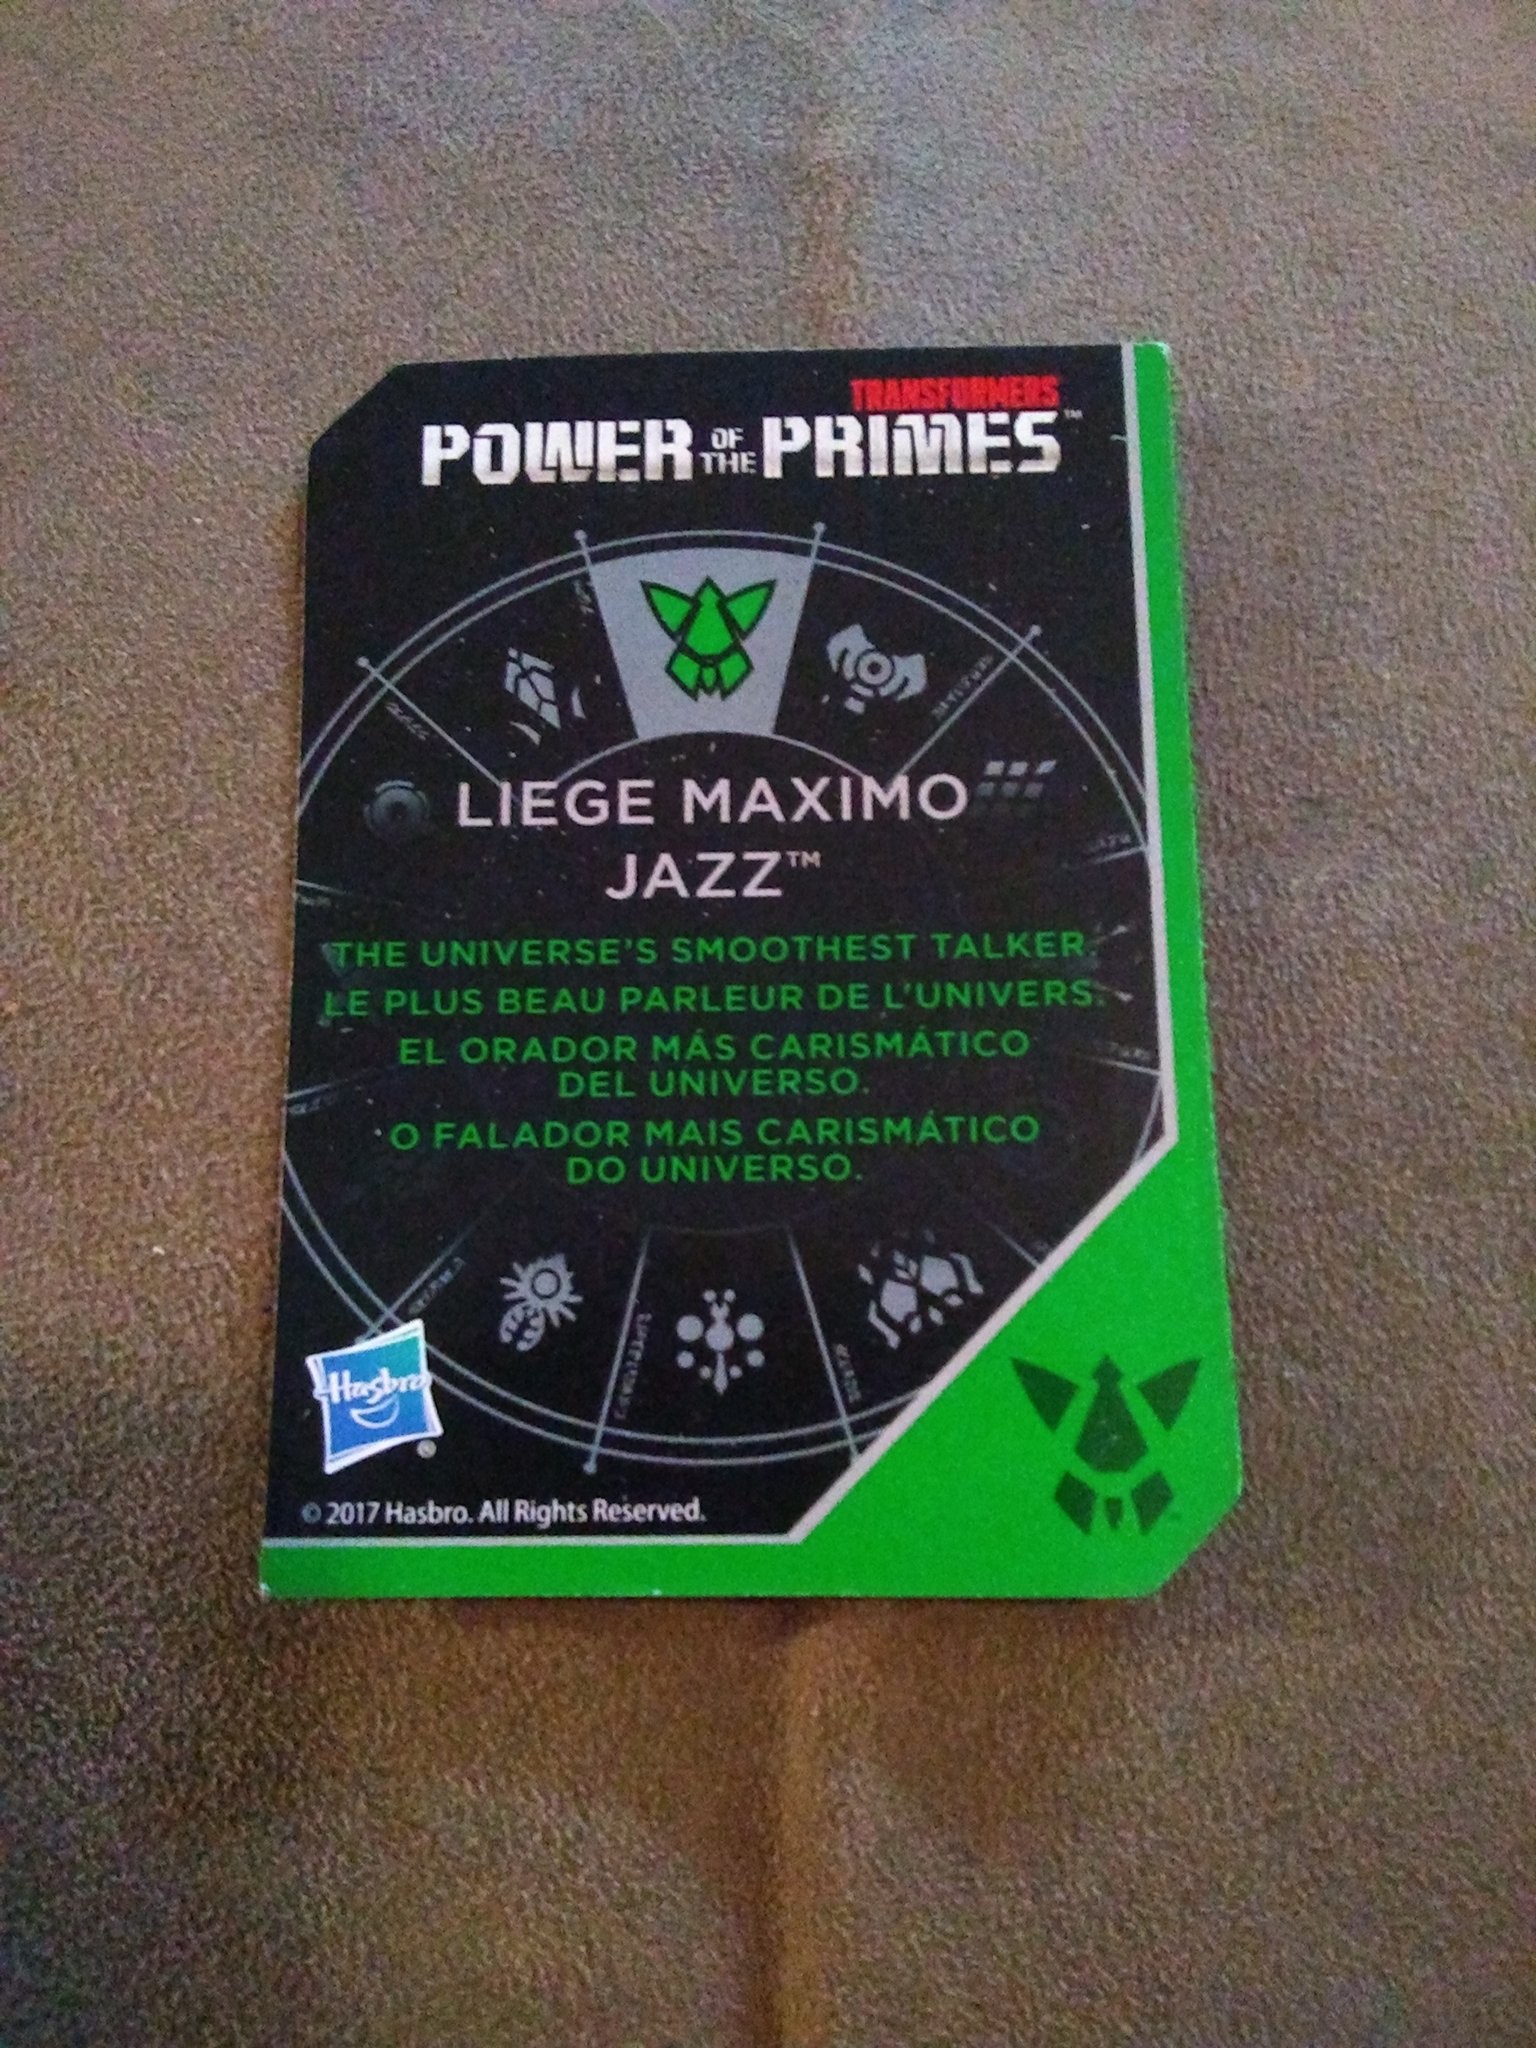 TRANSFORMERS
POWER OF THE PRIMES™
LIEGE MAXIMO
JAZZ™
THE UNIVERSE'S SMOOTHEST TALKER.
LE PLUS BEAU PARLEUR DE L'UNIVERS.
EL ORADOR MÁS CARISMÁTICO
DEL UNIVERSO.
O FALADOR MAIS CARISMÁTICO
DO UNIVERSO.
Hasbro
®
© 2017 Hasbro. All Rights Reserved.